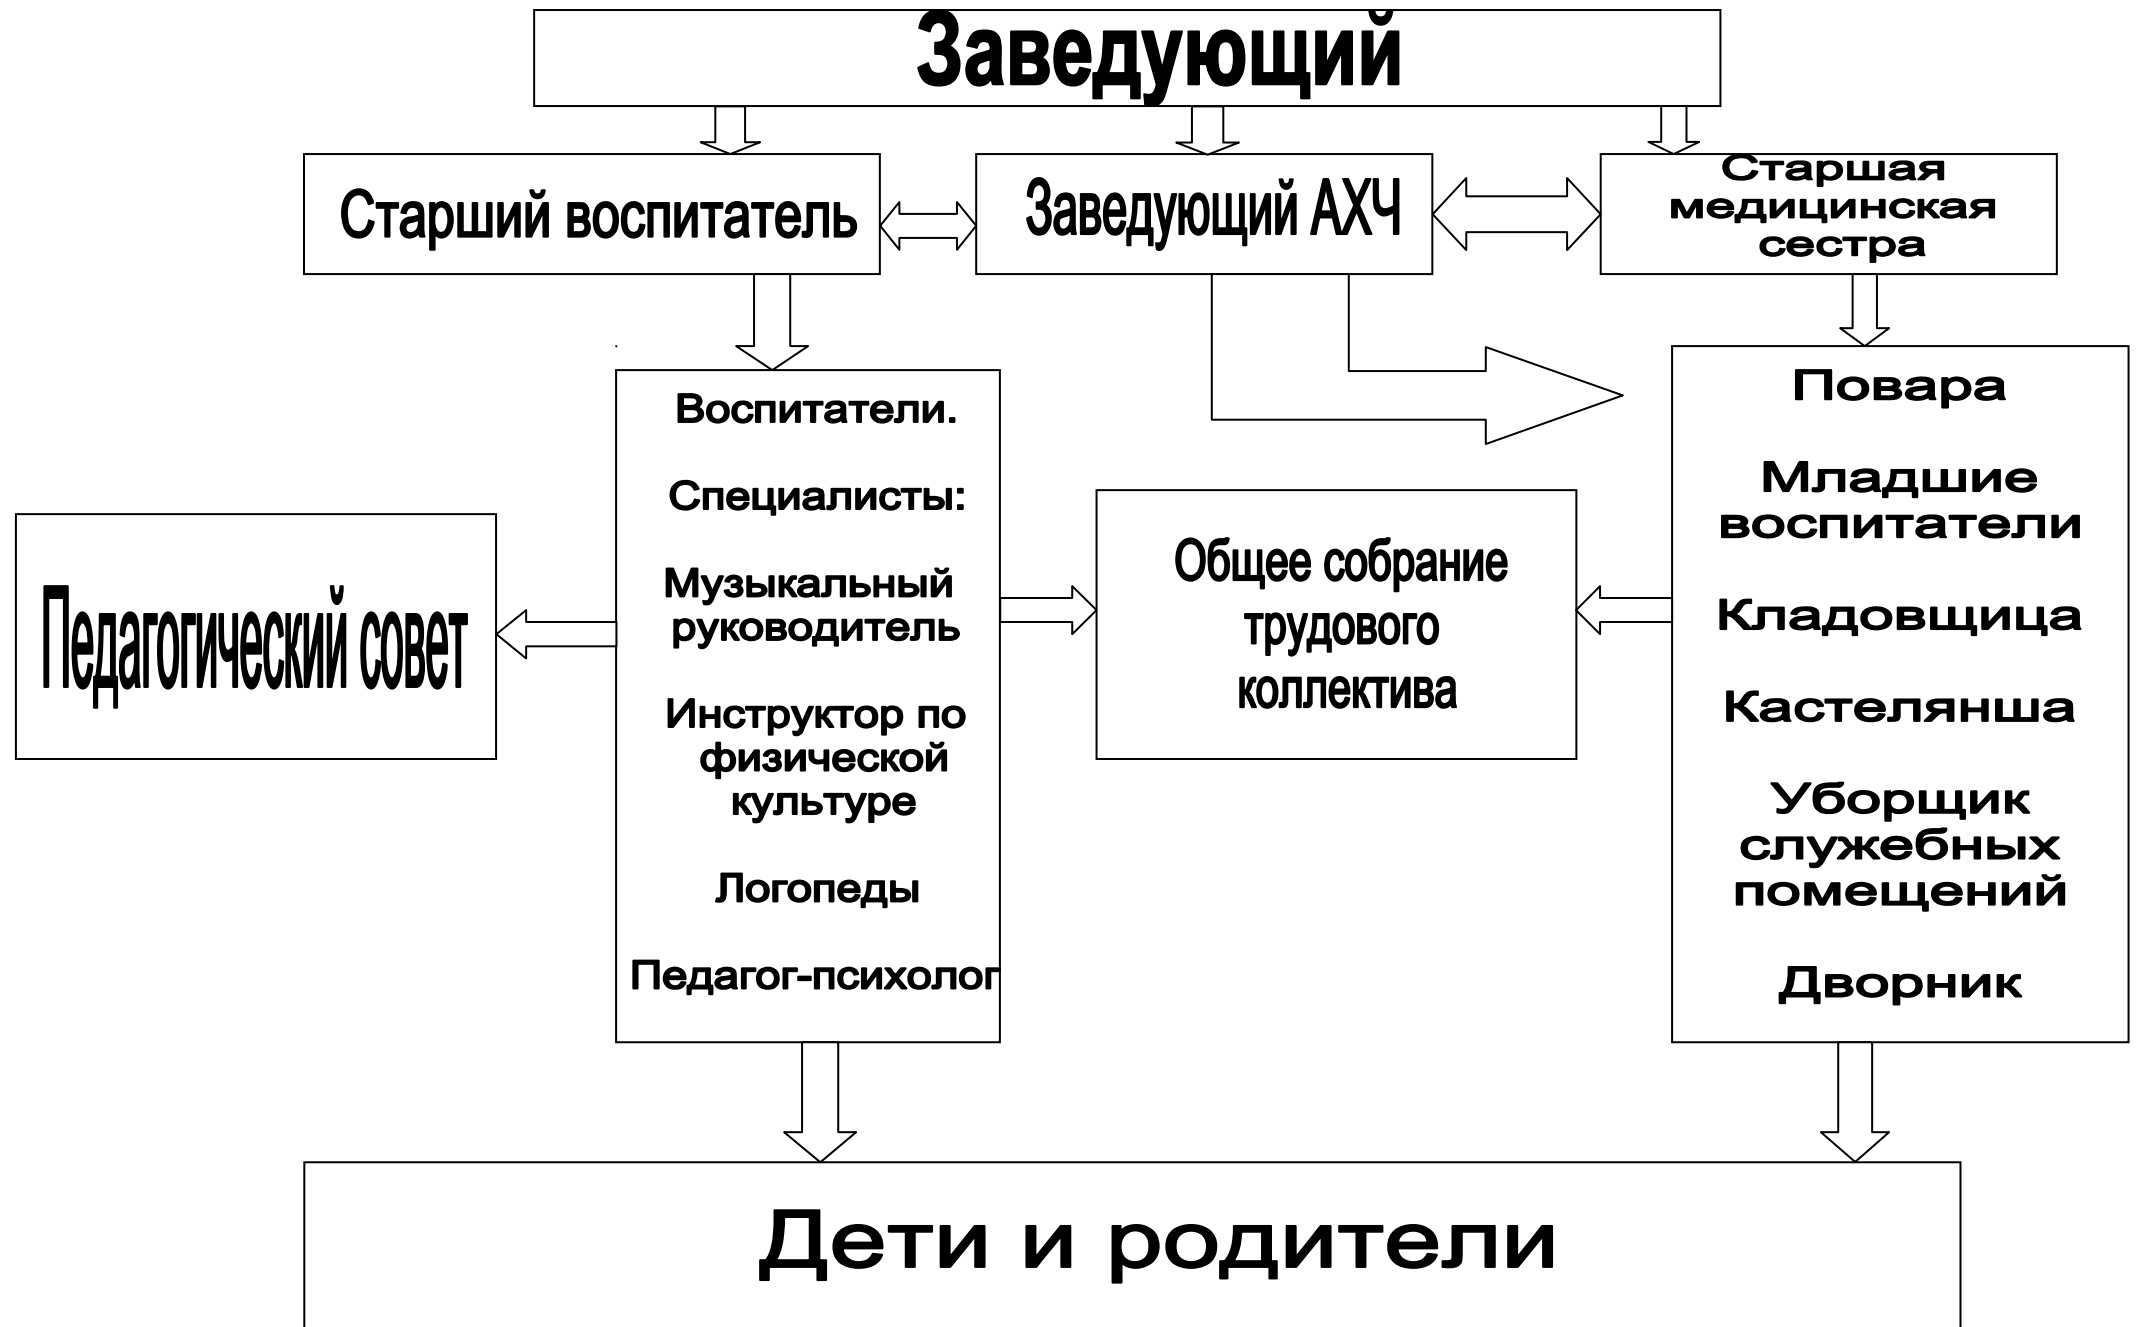 Заведующий
Старший воспитатель
Заведующий АХЧ
Старшая
медицинская
сестра
Воспитатели.
Специалисты:
Музыкальный
руководитель
Инструктор по
физической
культуре
Логопеды
Педагог-психолог
Педагогический совет
Общее собрание
трудового
коллектива
Повара
Младшие
воспитатели
Кладовщица
Кастелянша
Уборщик
служебных
помещений
Дворник
Дети и родители